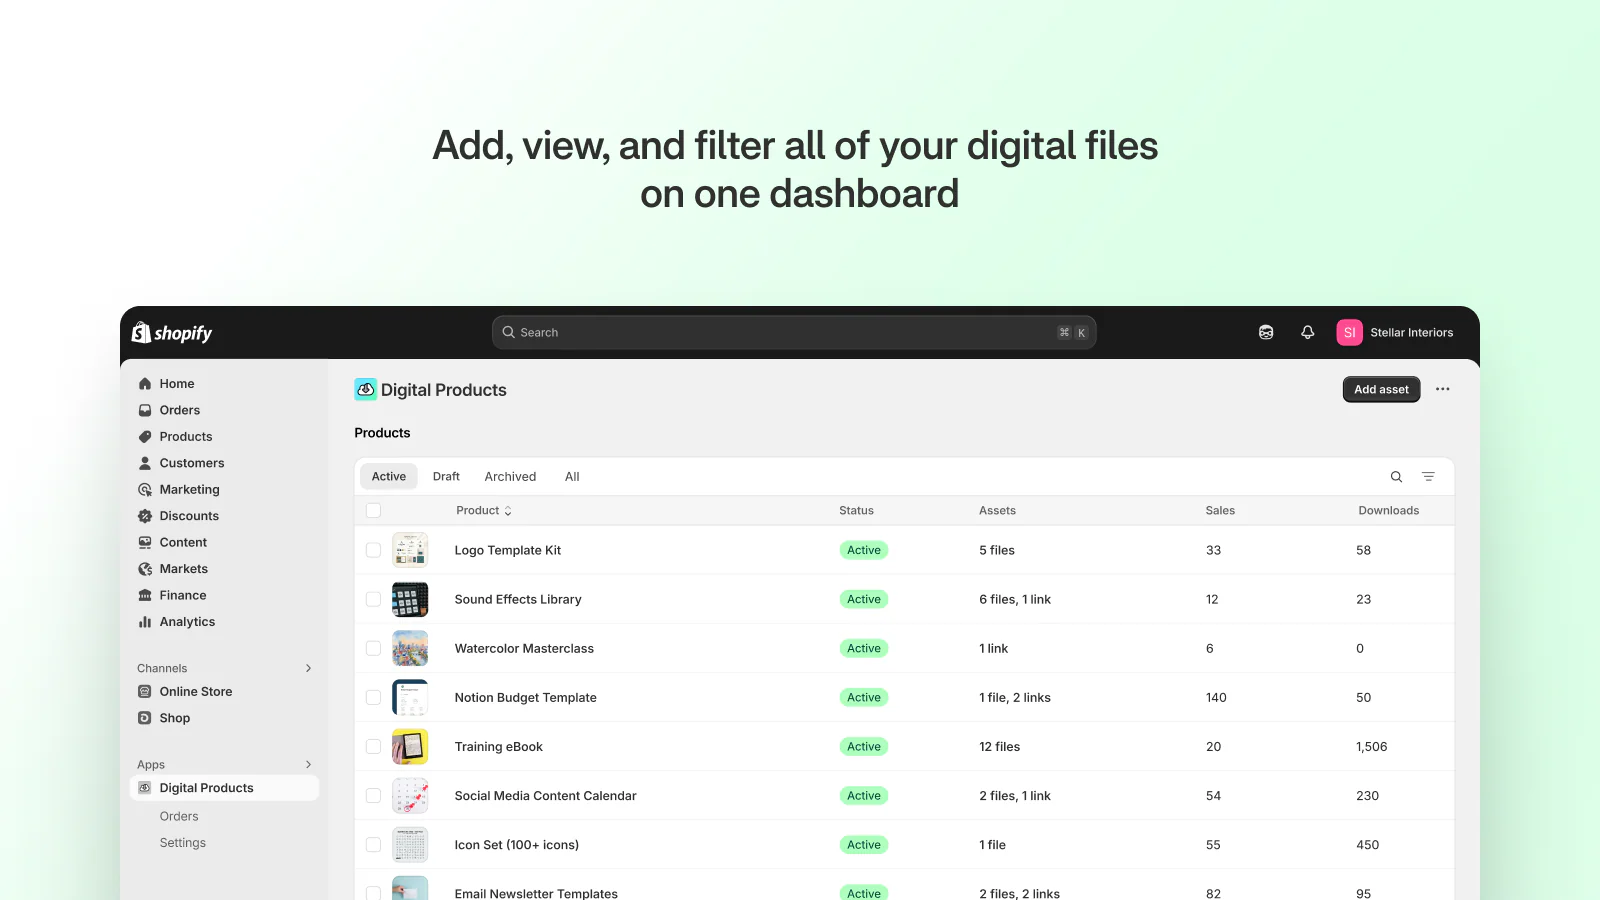 Add, view, and filter all of your digital files
on one dashboard
shopify
Search
⌘ K
SI
Stellar Interiors
Home
Orders
Products
Customers
Marketing
Discounts
Content
Markets
Finance
Analytics
Channels
Online Store
Shop
Apps
Digital Products
Orders
Settings
Digital Products
Add asset
Products
Active Draft Archived All
Product Status Assets Sales Downloads
Logo Template Kit Active 5 files 33 58
Sound Effects Library Active 6 files, 1 link 12 23
Watercolor Masterclass Active 1 link 6 0
Notion Budget Template Active 1 file, 2 links 140 50
Training eBook Active 12 files 20 1,506
Social Media Content Calendar Active 2 files, 1 link 54 230
Icon Set (100+ icons) Active 1 file 55 450
Email Newsletter Templates Active 2 files, 2 links 82 95